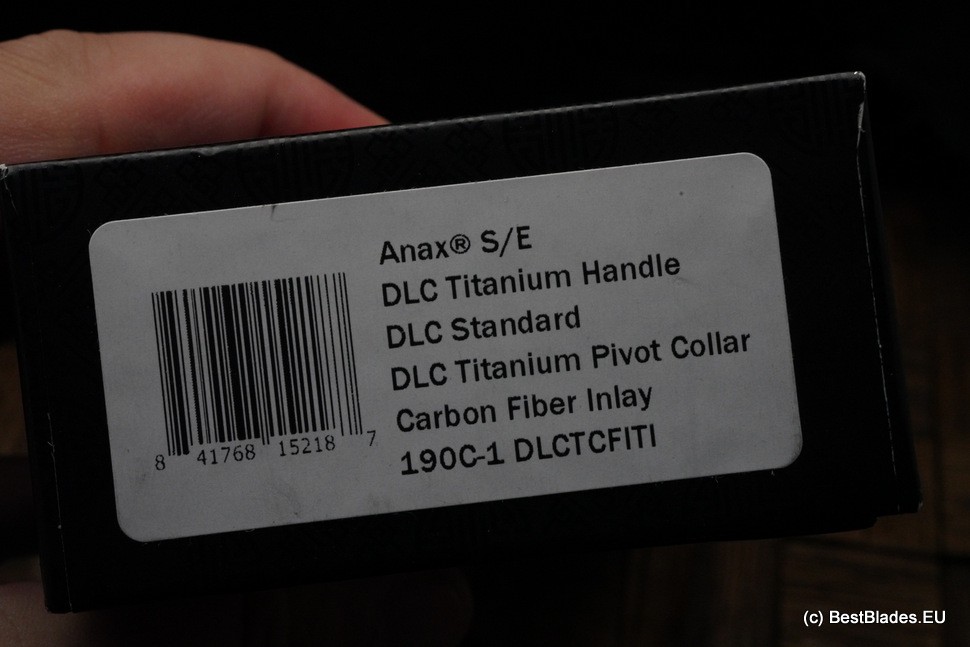 Anax® S/E
DLC Titanium Handle
DLC Standard
DLC Titanium Pivot Collar
Carbon Fiber Inlay
190C-1 DLCTCFITI
8 41768 15218 7
(c) BestBlades.EU